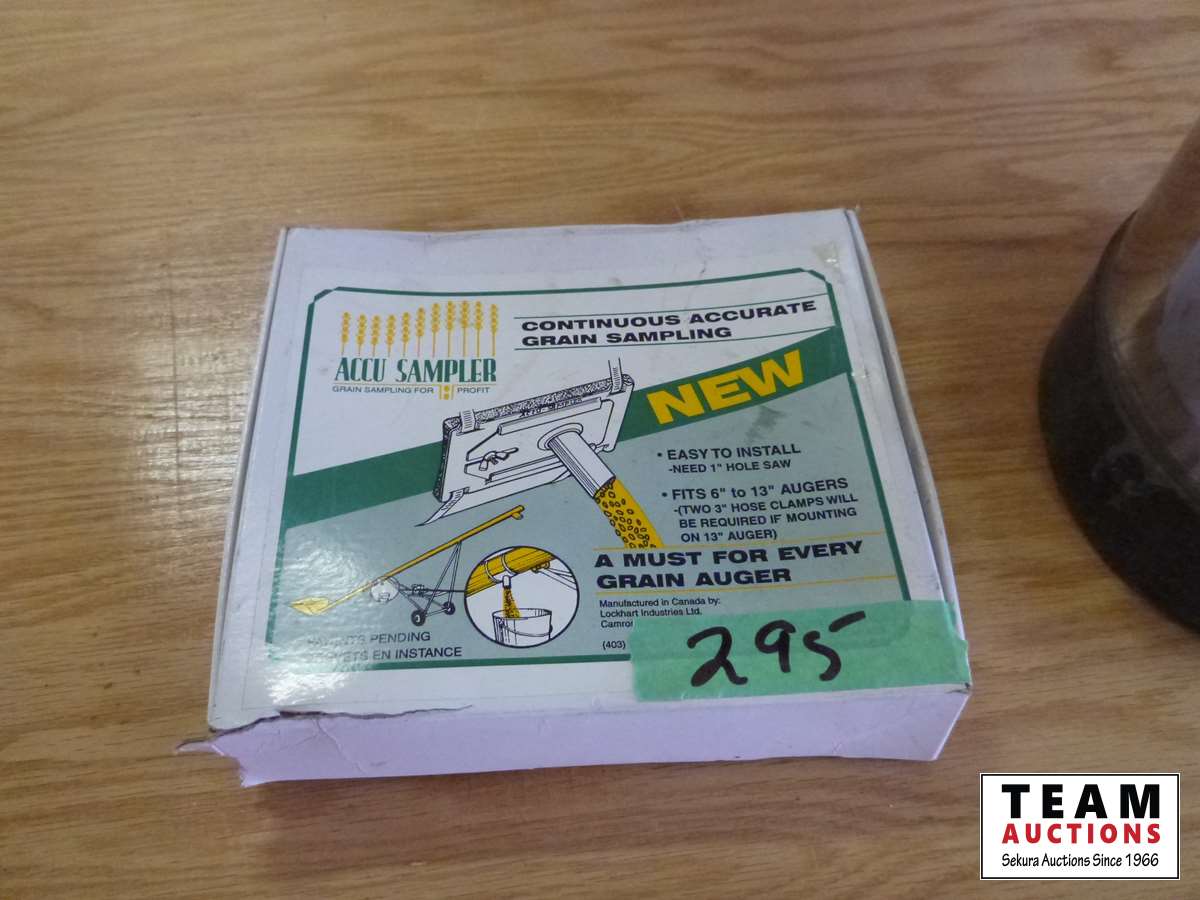 ACCU SAMPLER
GRAIN SAMPLING FOR PROFIT
CONTINUOUS ACCURATE
GRAIN SAMPLING
NEW
ACCU SAMPLER
• EASY TO INSTALL
-NEED 1" HOLE SAW
• FITS 6" to 13" AUGERS
-(TWO 3" HOSE CLAMPS WILL
BE REQUIRED IF MOUNTING
ON 13" AUGER)
A MUST FOR EVERY
GRAIN AUGER
Manufactured in Canada by:
Lockhart Industries Ltd.
(403)
PATENTS PENDING
BREVETS EN INSTANCE
295
TEAM
AUCTIONS
Sekura Auctions Since 1966